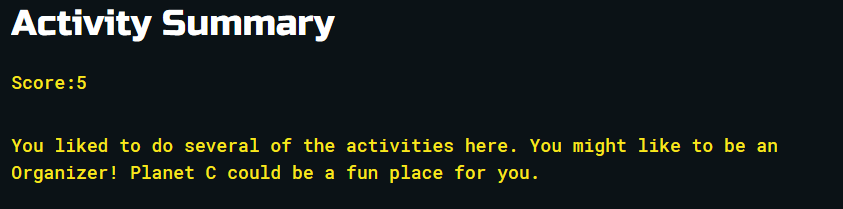 Activity Summary
Score:5
You liked to do several of the activities here. You might like to be an
Organizer! Planet C could be a fun place for you.